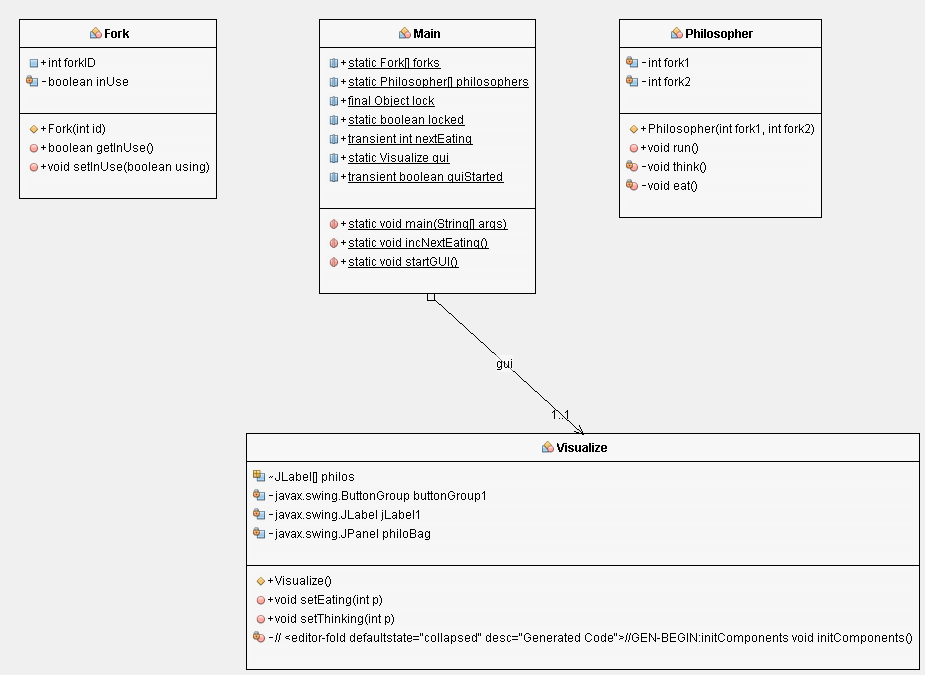 Fork
+int forkID
-boolean inUse
+Fork(int id)
+boolean getInUse()
+void setInUse(boolean using)
Main
+static Fork[] forks
+static Philosopher[] philosophers
+final Object lock
+static boolean locked
+transient int nextEating
+static Visualize gui
+transient boolean guiStarted
+static void main(String[] args)
+static void incNextEating()
+static void startGUI()
Philosopher
-int fork1
-int fork2
+Philosopher(int fork1, int fork2)
+void run()
-void think()
-void eat()
gui
1..1
Visualize
~JLabel[] philos
-javax.swing.ButtonGroup buttonGroup1
-javax.swing.JLabel jLabel1
-javax.swing.JPanel philoBag
+Visualize()
+void setEating(int p)
+void setThinking(int p)
-// <editor-fold defaultstate="collapsed" desc="Generated Code">//GEN-BEGIN:initComponents void initComponents()